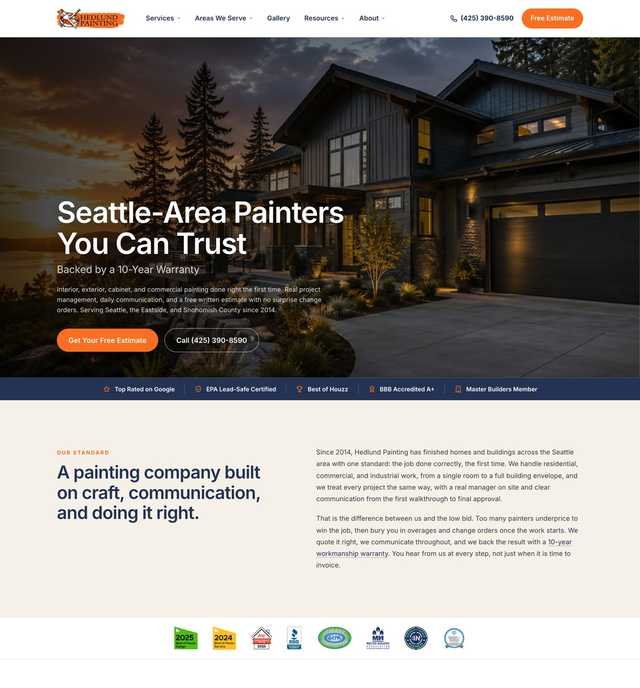 HEDLUND
PAINTING
Services
Areas We Serve
Gallery
Resources
About
(425) 390-8590
Free Estimate
Seattle-Area Painters
You Can Trust
Backed by a 10-Year Warranty
Interior, exterior, cabinet, and commercial painting done right the first time. Real project
management, daily communication, and a free written estimate with no surprise change
orders. Serving Seattle, the Eastside, and Snohomish County since 2014.
Get Your Free Estimate
Call (425) 390-8590
Top Rated on Google
EPA Lead-Safe Certified
Best of Houzz
BBB Accredited A+
Master Builders Member
OUR STANDARD
A painting company built
on craft, communication,
and doing it right.
Since 2014, Hedlund Painting has finished homes and buildings across the Seattle
area with one standard: the job done correctly, the first time. We handle residential,
commercial, and industrial work, from a single room to a full building envelope, and
we treat every project the same way, with a real manager on site and clear
communication from the first walkthrough to final approval.
That is the difference between us and the low bid. Too many painters underprice to
win the job, then bury you in overages and change orders once the work starts. We
quote it right, we communicate throughout, and we back the result with a 10-year
workmanship warranty. You hear from us at every step, not just when it is time to
invoice.
2025
2024